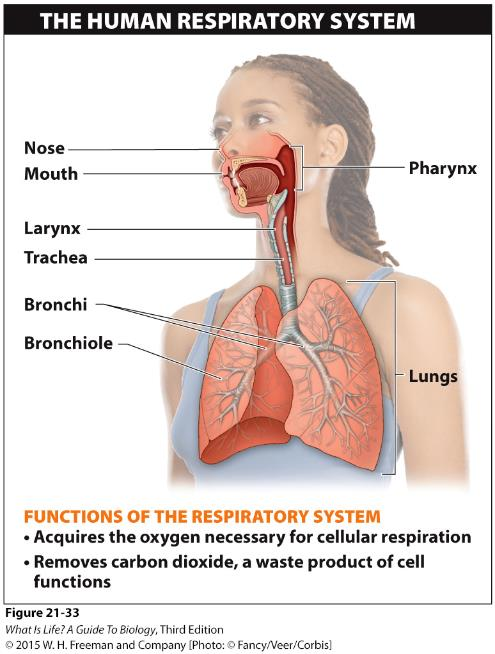 THE HUMAN RESPIRATORY SYSTEM
Nose
Mouth
Pharynx
Larynx
Trachea
Bronchi
Bronchiole
Lungs
FUNCTIONS OF THE RESPIRATORY SYSTEM
• Acquires the oxygen necessary for cellular respiration
• Removes carbon dioxide, a waste product of cell
functions
Figure 21-33
What Is Life? A Guide To Biology, Third Edition
© 2015 W. H. Freeman and Company [Photo: © Fancy/Veer/Corbis]